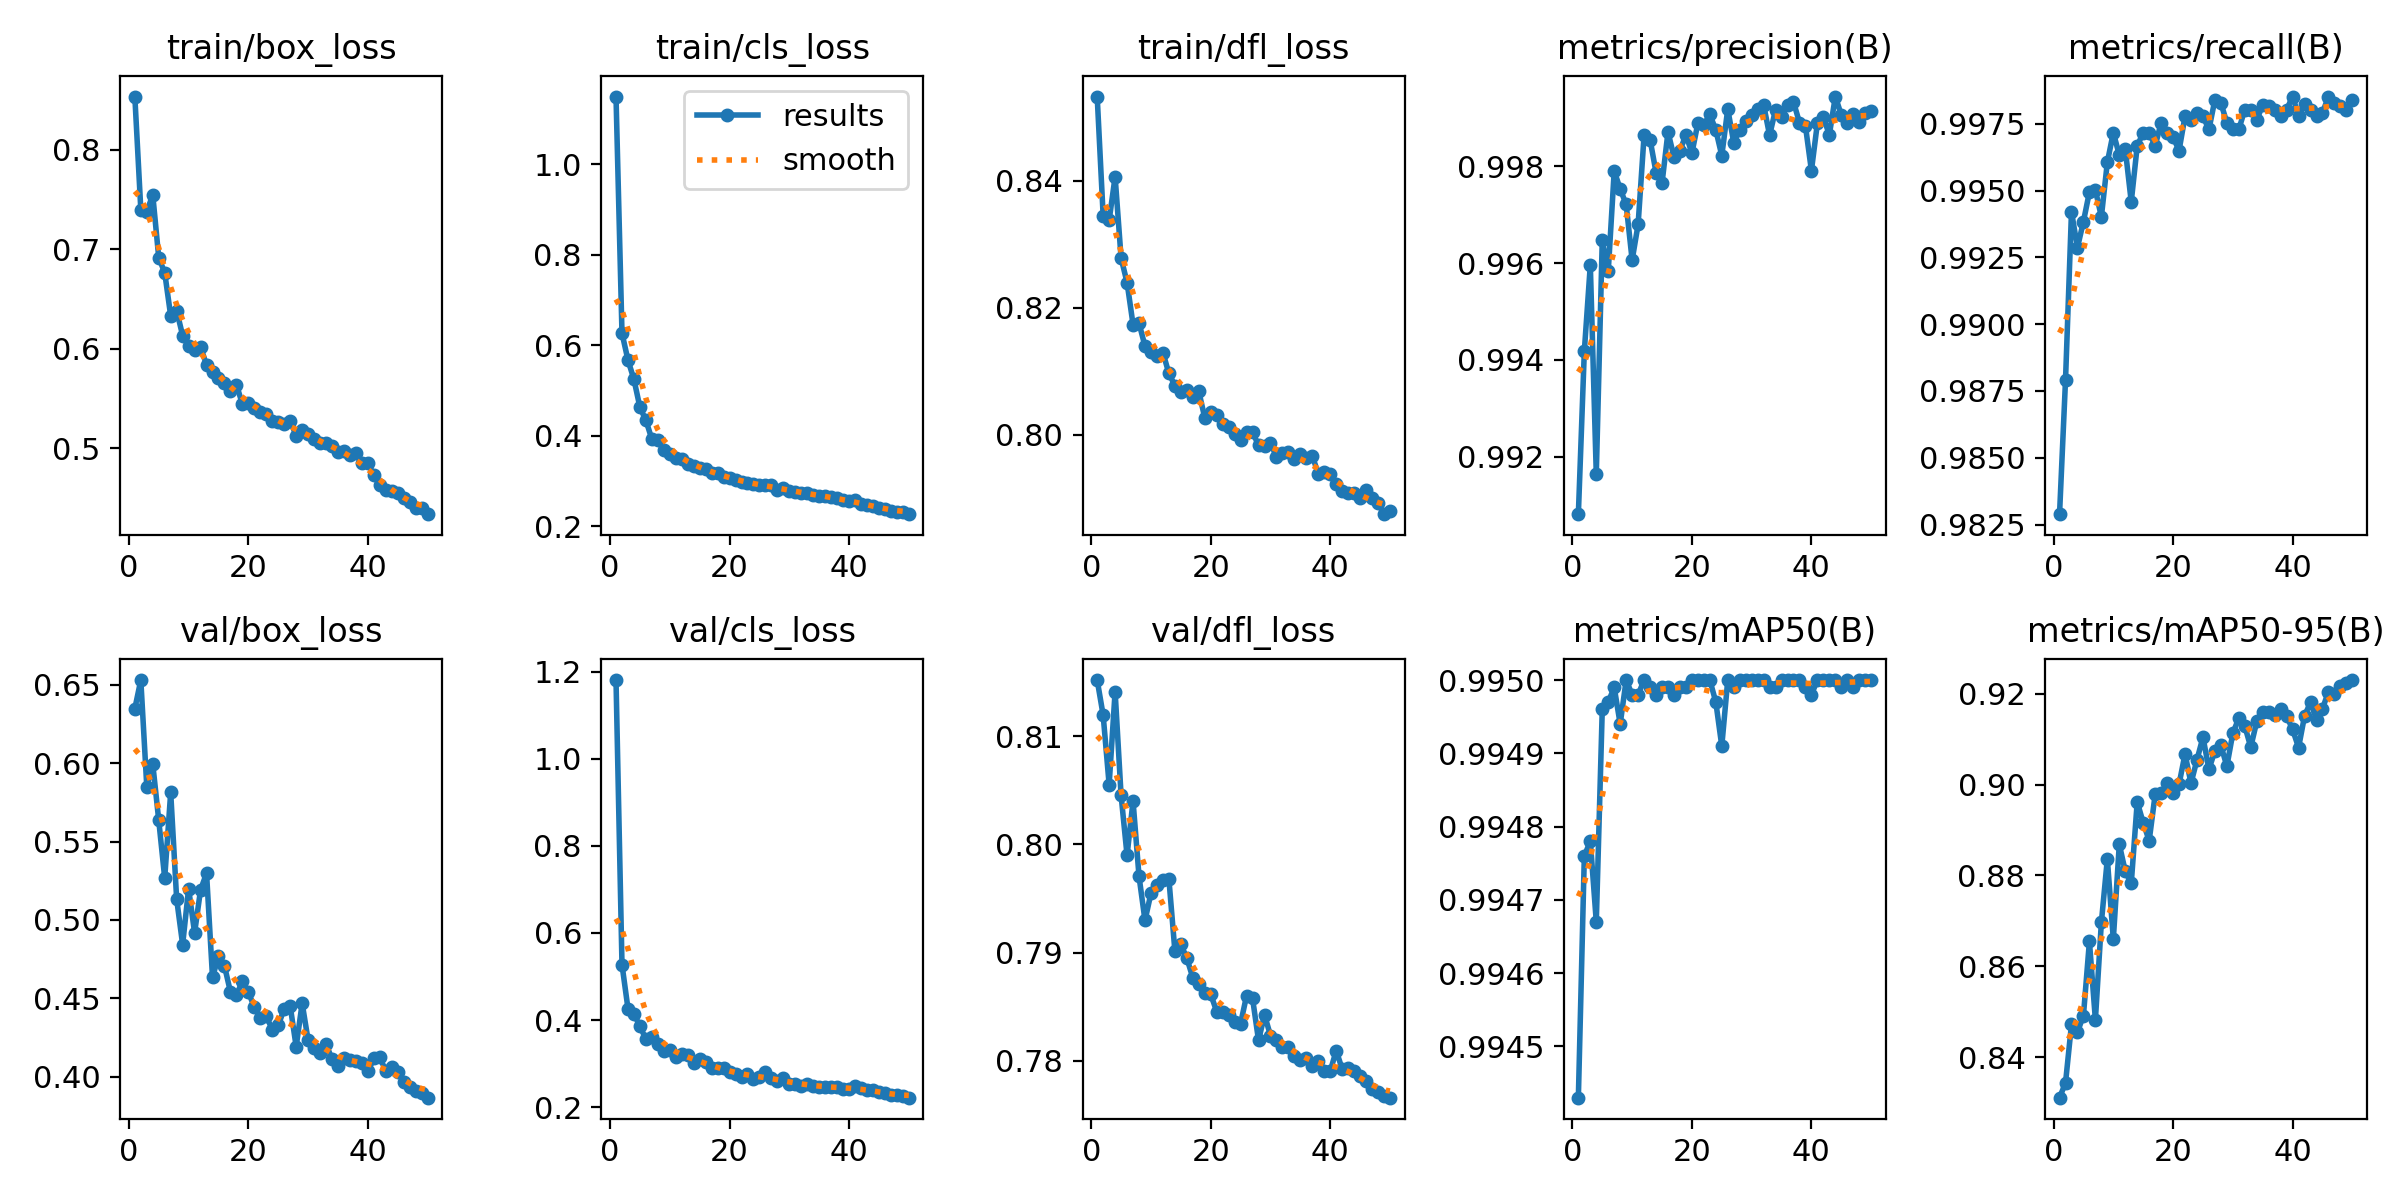 train/box_loss
0.8
0.7
0.6
0.5
0 20 40
train/cls_loss
results
smooth
1.0
0.8
0.6
0.4
0.2
0 20 40
train/dfl_loss
0.84
0.82
0.80
0 20 40
metrics/precision(B)
0.998
0.996
0.994
0.992
0 20 40
metrics/recall(B)
0.9975
0.9950
0.9925
0.9900
0.9875
0.9850
0.9825
0 20 40
val/box_loss
0.65
0.60
0.55
0.50
0.45
0.40
0 20 40
val/cls_loss
1.2
1.0
0.8
0.6
0.4
0.2
0 20 40
val/dfl_loss
0.81
0.80
0.79
0.78
0 20 40
metrics/mAP50(B)
0.9950
0.9949
0.9948
0.9947
0.9946
0.9945
0 20 40
metrics/mAP50-95(B)
0.92
0.90
0.88
0.86
0.84
0 20 40